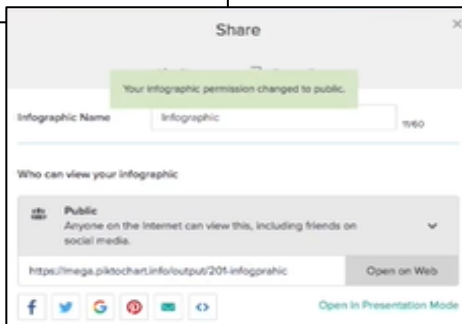 Share
Your infographic permission changed to public.
Infographic Name
Infographic
11/60
Who can view your infographic
Public
Anyone on the Internet can view this, including friends on
social media.
https://mega.piktochart.info/output/201-infogprahic
Open on Web
Open in Presentation Mode